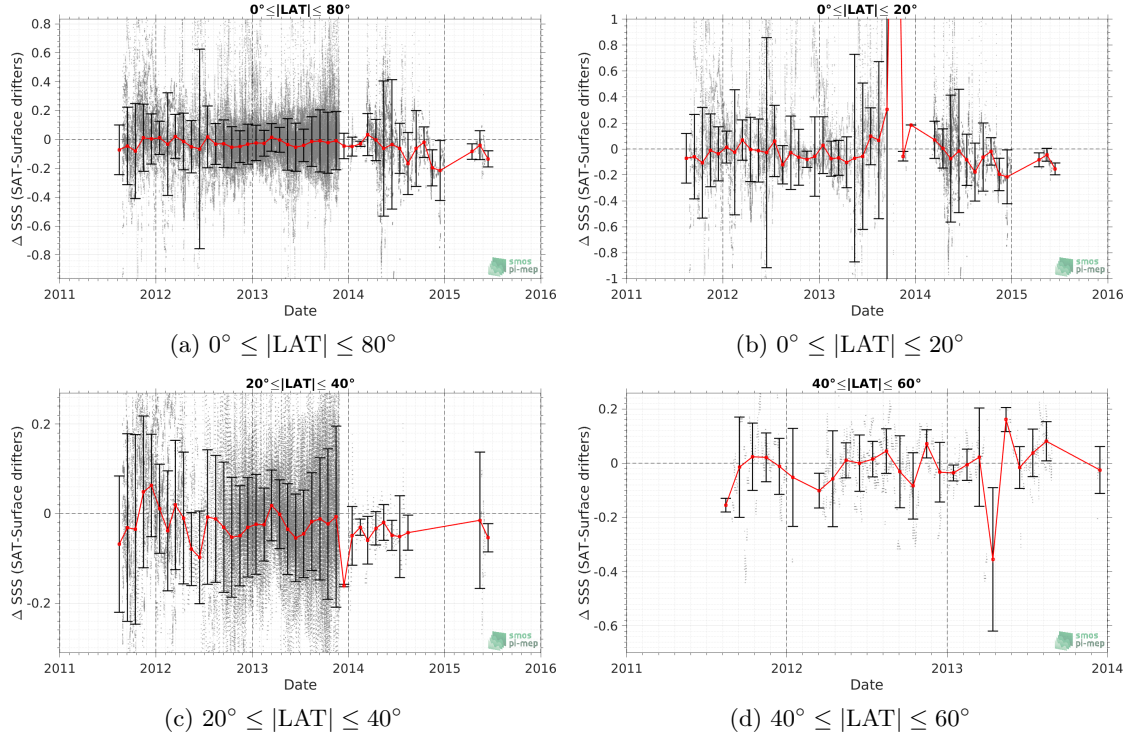 0°≤|LAT|≤ 80°
0.8
0.6
0.4
0.2
0
-0.2
-0.4
-0.6
-0.8
Δ SSS (SAT-Surface drifters)
2011 2012 2013 2014 2015 2016
Date
smos
pi-mep
(a) 0° ≤ |LAT| ≤ 80°
0°≤|LAT|≤ 20°
1
0.8
0.6
0.4
0.2
0
-0.2
-0.4
-0.6
-0.8
-1
Δ SSS (SAT-Surface drifters)
2011 2012 2013 2014 2015 2016
Date
smos
pi-mep
(b) 0° ≤ |LAT| ≤ 20°
20°≤|LAT|≤ 40°
0.2
0
-0.2
Δ SSS (SAT-Surface drifters)
2011 2012 2013 2014 2015 2016
Date
smos
pi-mep
(c) 20° ≤ |LAT| ≤ 40°
40°≤|LAT|≤ 60°
0.2
0
-0.2
-0.4
-0.6
Δ SSS (SAT-Surface drifters)
2011 2012 2013 2014
Date
smos
pi-mep
(d) 40° ≤ |LAT| ≤ 60°